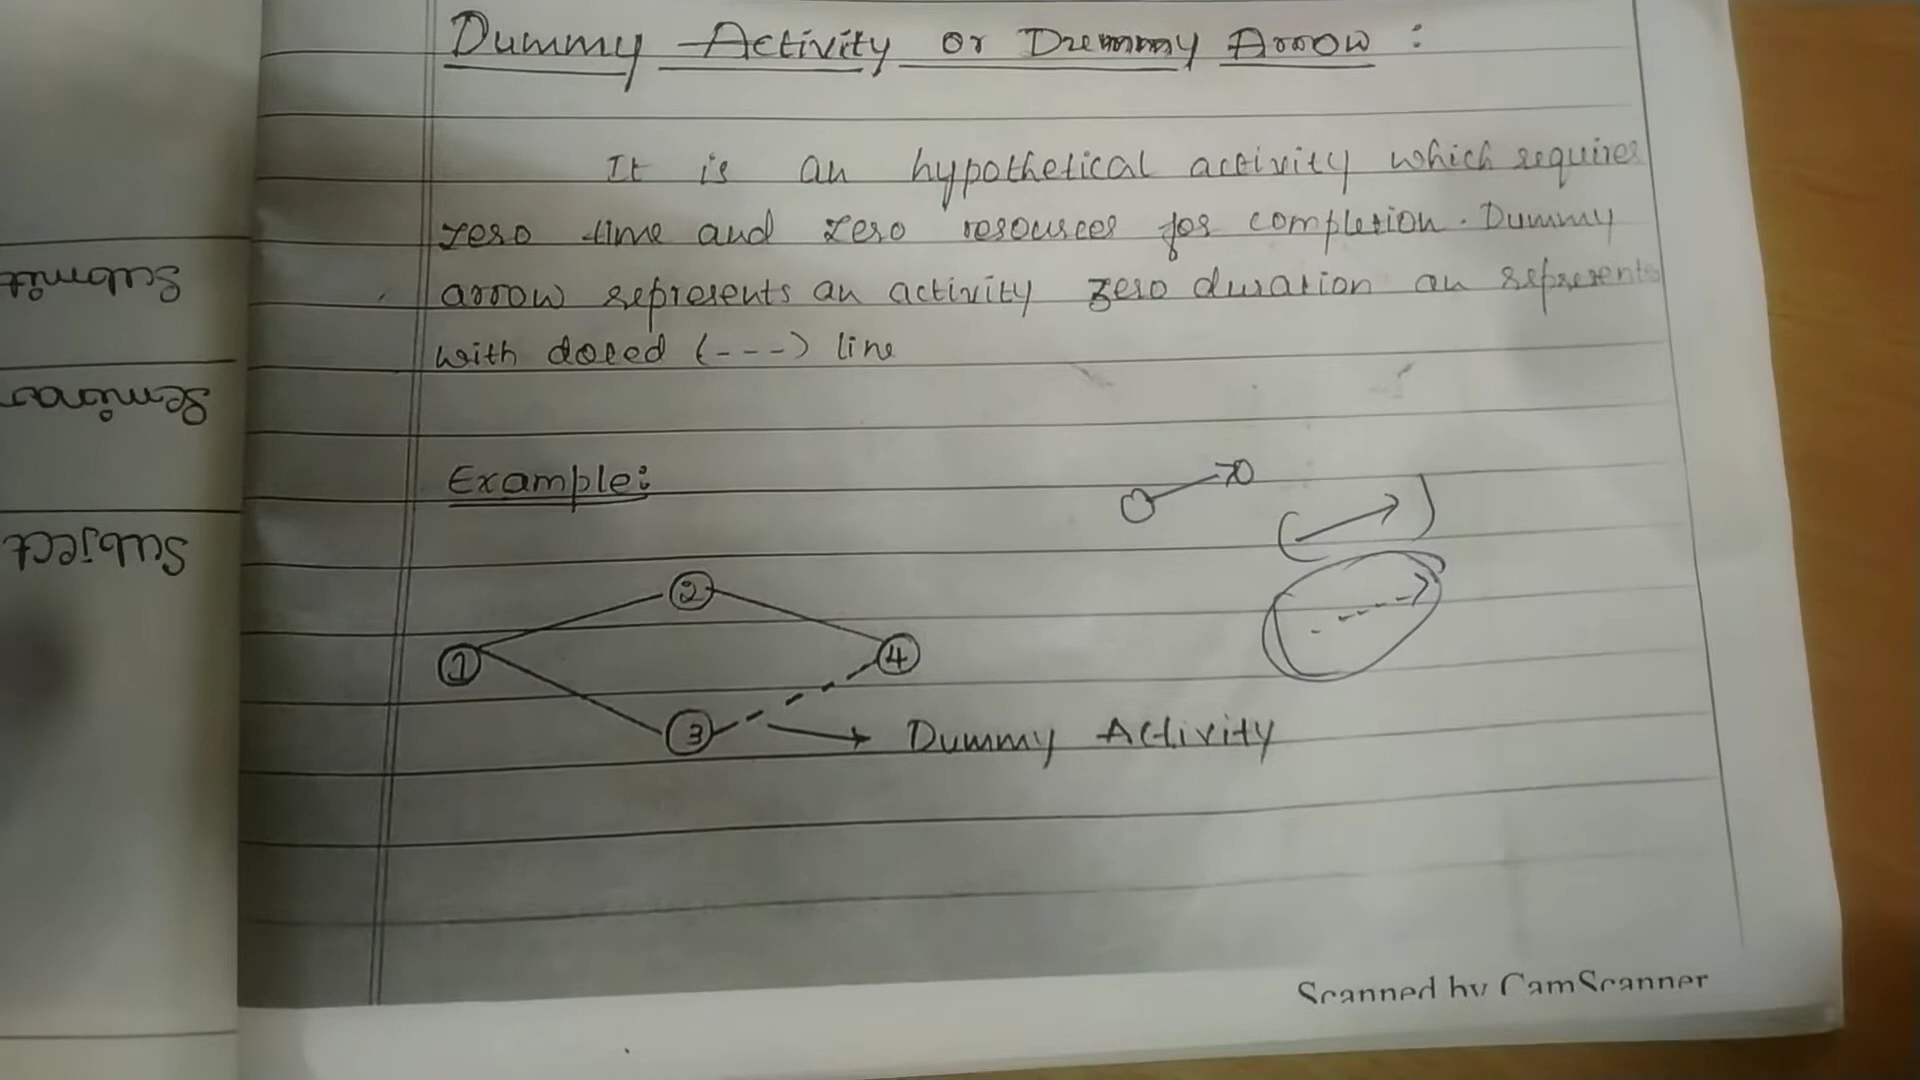 Dummy Activity or Dummy Arrow :
It is an hypothetical activity which requires
zero time and zero resources for completion. Dummy
arrow represents an activity zero duration an represents
with doted (---) line
Submit
Seminar
Subject
Example:
1
2
3
4
Dummy Activity
Scanned by CamScanner